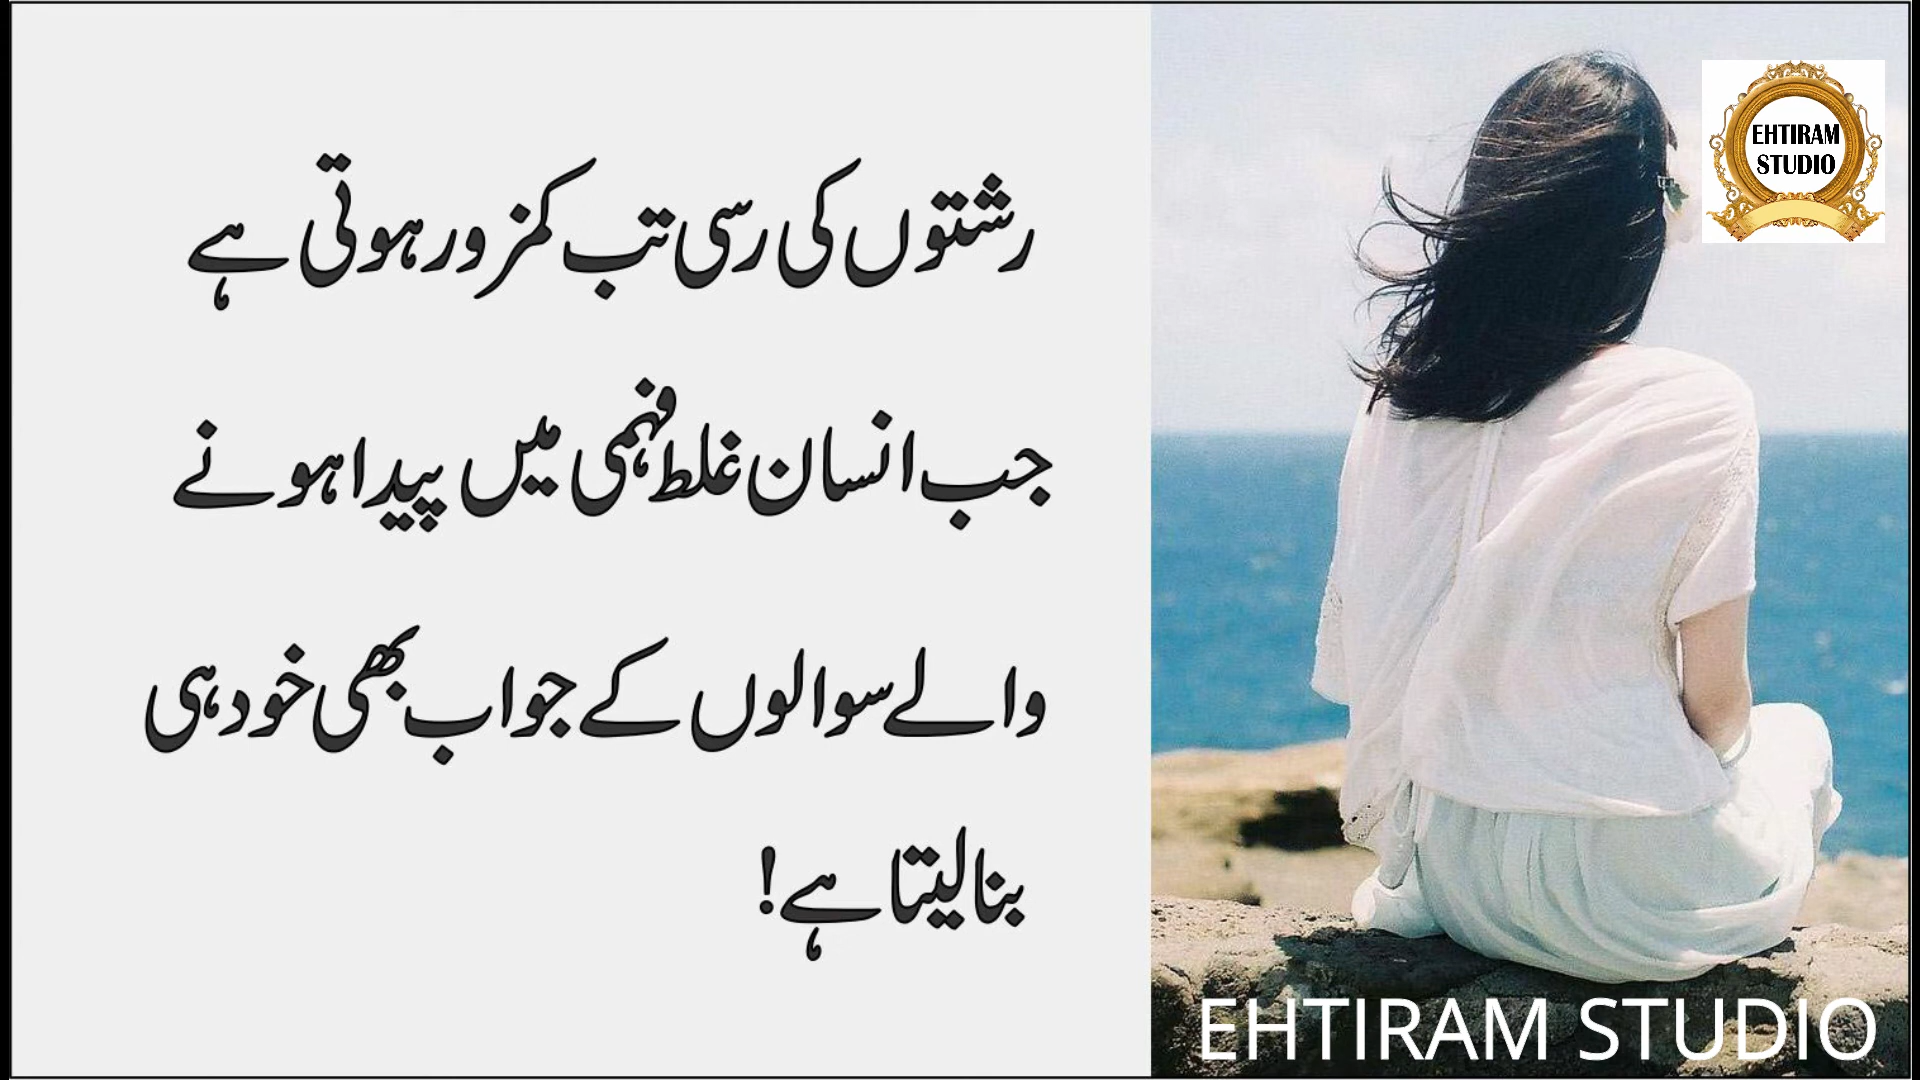 رشتوں کی رسی تب کمزور ہوتی ہے
جب انسان غلط فہمی میں پیدا ہونے
والے سوالوں کے جواب بھی خود ہی
بنا لیتا ہے!
EHTIRAM
STUDIO
EHTIRAM STUDIO